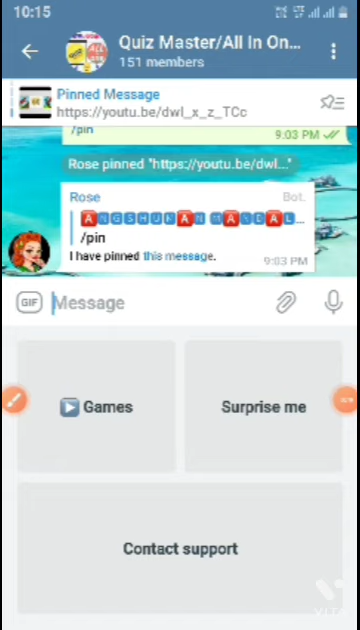 10:15
Quiz Master/All In On...
151 members
Pinned Message
https://youtu.be/dwl_x_z_TCc
/pin
9:03 PM
Rose pinned "https://youtu.be/dwl..."
Rose
Bot.
🅰🅽🅶🆂🅷🆄🅼🅰🅽 🅼🅰🅽🅳🅰🅻...
/pin
I have pinned this message.
9:03 PM
GIF
Message
Games
Surprise me
Contact support